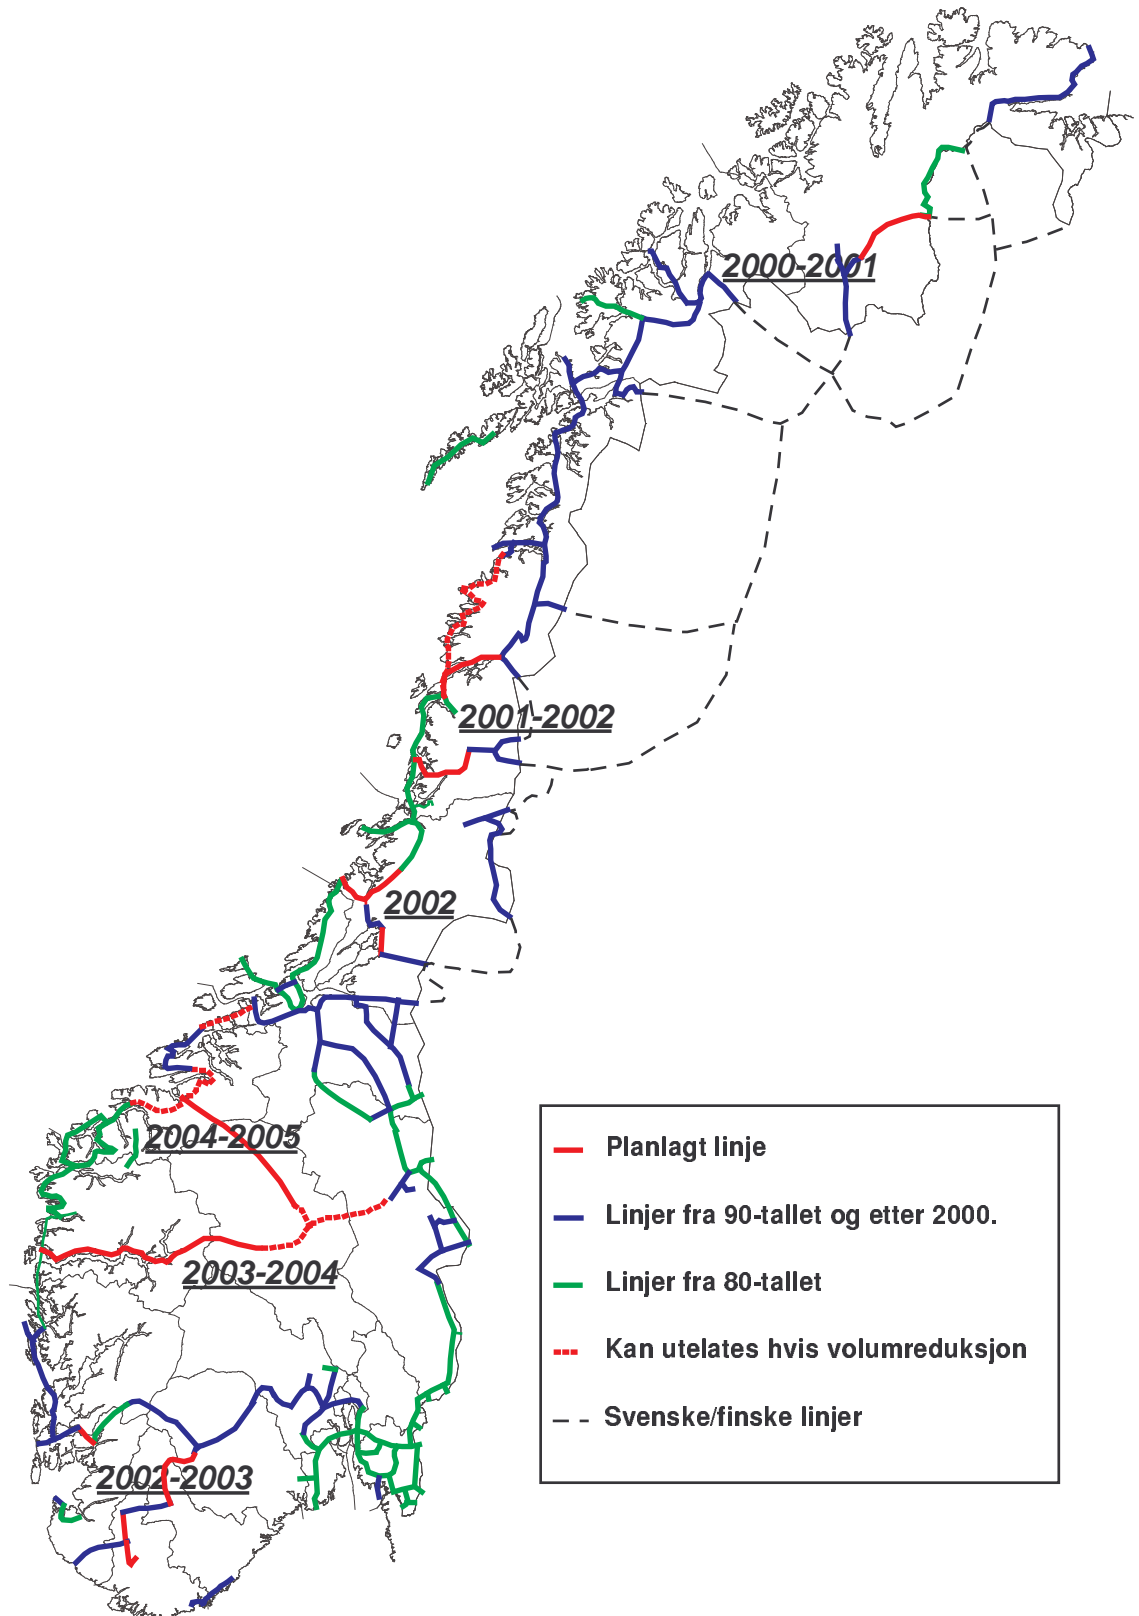 2000-2001
2001-2002
2002
2004-2005
2003-2004
2002-2003
Planlagt linje
Linjer fra 90-tallet og etter 2000.
Linjer fra 80-tallet
Kan utelates hvis volumreduksjon
Svenske/finske linjer